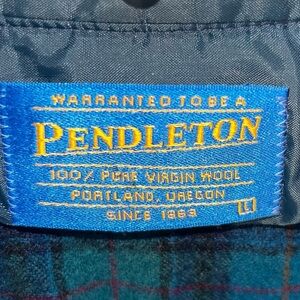 WARRANTED TO BE A
PENDLETON
100% PURE VIRGIN WOOL
PORTLAND, OREGON
SINCE 1863
L